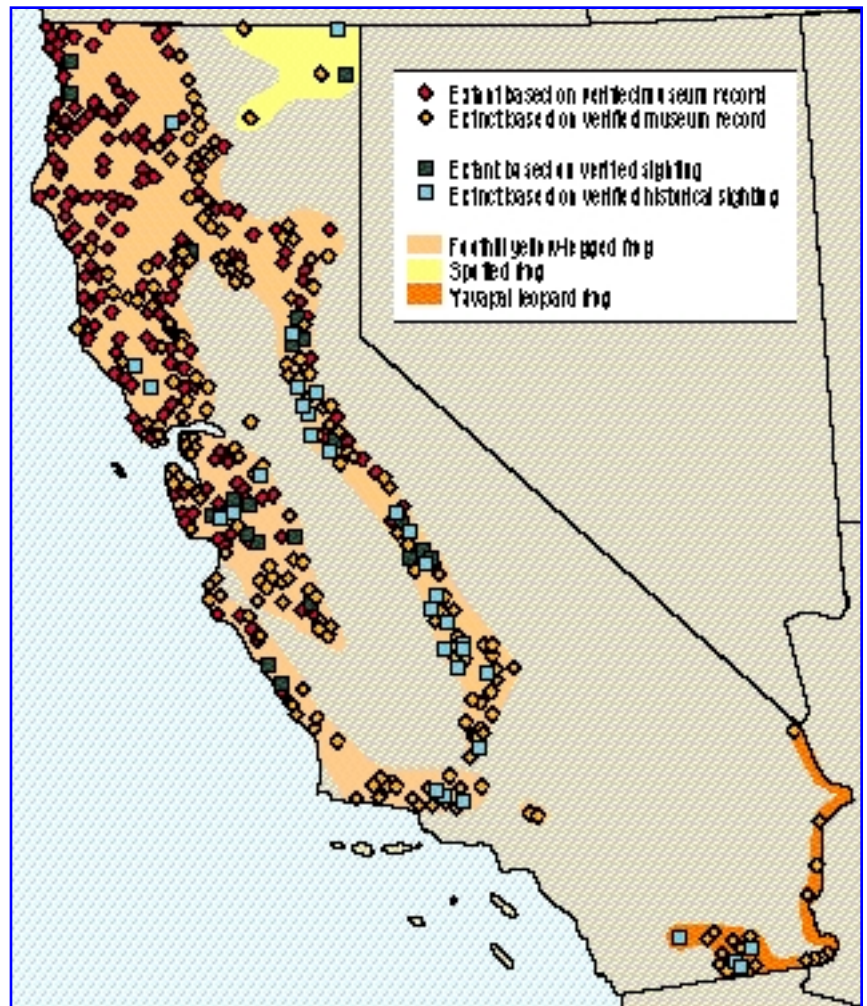 Extant based on verified museum record
Extinct based on verified museum record
Extant based on verified sighting
Extinct based on verified historical sighting
Foothill yellow-legged frog
Spotted frog
Yavapai leopard frog